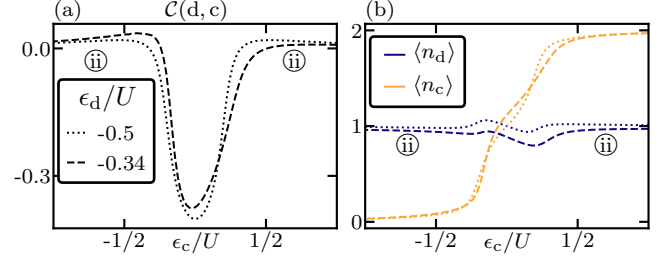 (a) 𝒞(d, c)
0.0
-0.3
ii ii
ϵd/U
-0.5
-0.34
-1/2 ϵc/U 1/2
(b)
2
1
0
⟨nd⟩
⟨nc⟩
ii ii
-1/2 ϵc/U 1/2